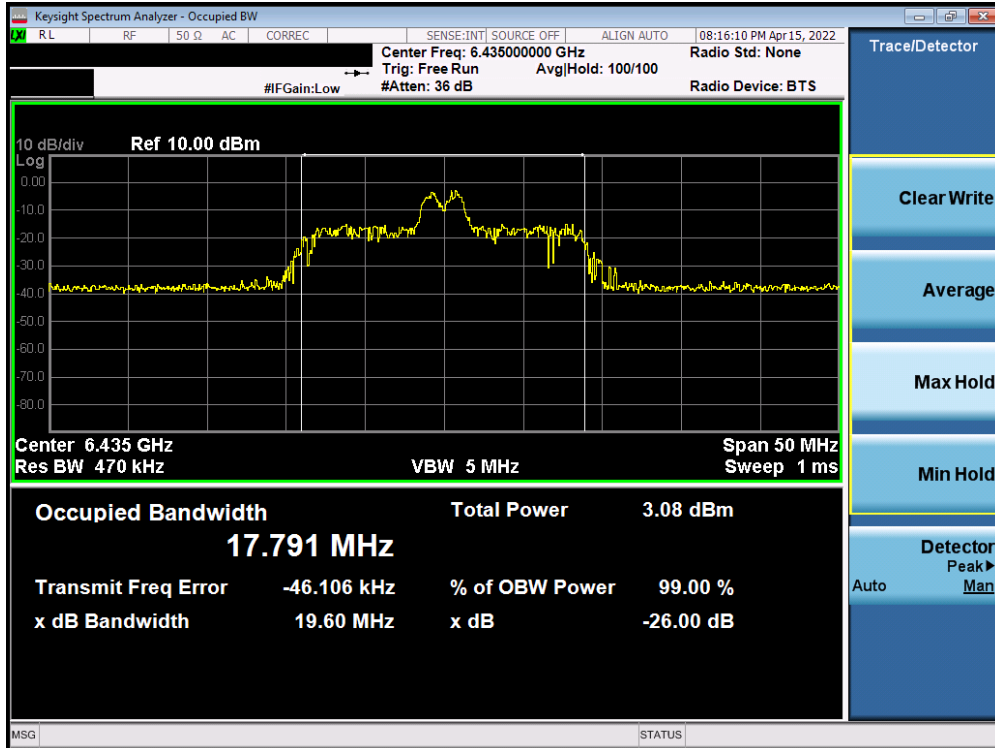 Keysight Spectrum Analyzer - Occupied BW
LXI RL RF 50 Ω AC CORREC SENSE:INT SOURCE OFF ALIGN AUTO 08:16:10 PM Apr 15, 2022
Center Freq: 6.435000000 GHz Radio Std: None
Trig: Free Run Avg|Hold: 100/100
#IFGain:Low #Atten: 36 dB Radio Device: BTS
10 dB/div Ref 10.00 dBm
Log
0.00
-10.0
-20.0
-30.0
-40.0
-50.0
-60.0
-70.0
-80.0
Center 6.435 GHz Span 50 MHz
Res BW 470 kHz VBW 5 MHz Sweep 1 ms
Occupied Bandwidth Total Power 3.08 dBm
17.791 MHz
Transmit Freq Error -46.106 kHz % of OBW Power 99.00 %
x dB Bandwidth 19.60 MHz x dB -26.00 dB
Trace/Detector
Clear Write
Average
Max Hold
Min Hold
Detector
Peak▶
Auto Man
MSG STATUS